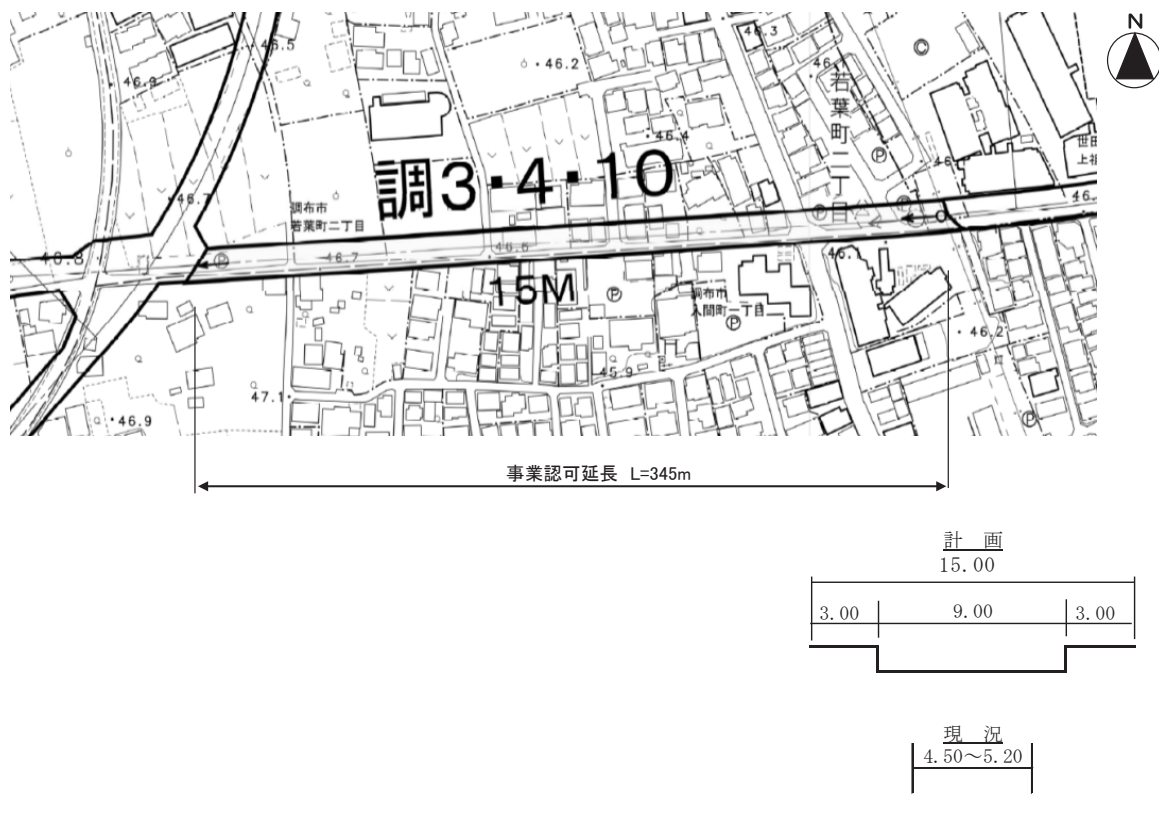 N
46.5
46.3
46.2
46.9
46.1
C
若葉町二丁目
46.4
P
世田
上祖
調3・4・10
46.7
調布市
若葉町二丁目
P
P
46.
46.8
P
46.7
46.6
15M
P
調布市
入間町一丁目
P
46.2
45.9
47.1
46.9
P
事業認可延長 L=345m
計 画
15.00
3.00
9.00
3.00
現 況
4.50～5.20